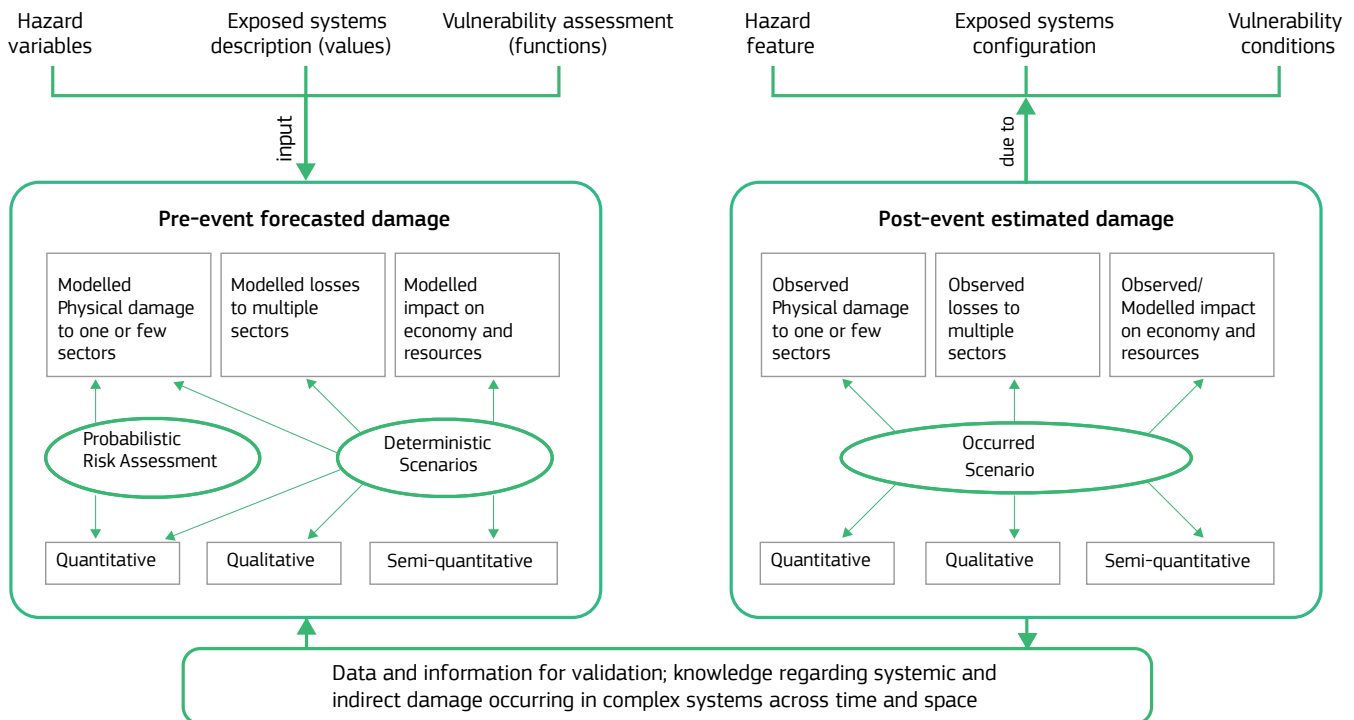 Hazard
variables
Exposed systems
description (values)
Vulnerability assessment
(functions)
input
Pre-event forecasted damage
Modelled
Physical damage
to one or few
sectors
Modelled losses
to multiple
sectors
Modelled
impact on
economy and
resources
Probabilistic
Risk Assessment
Deterministic
Scenarios
Quantitative
Qualitative
Semi-quantitative
Hazard
feature
Exposed systems
configuration
Vulnerability
conditions
due to
Post-event estimated damage
Observed
Physical damage
to one or few
sectors
Observed
losses to
multiple
sectors
Observed/
Modelled impact
on economy and
resources
Occurred
Scenario
Quantitative
Qualitative
Semi-quantitative
Data and information for validation; knowledge regarding systemic and
indirect damage occurring in complex systems across time and space